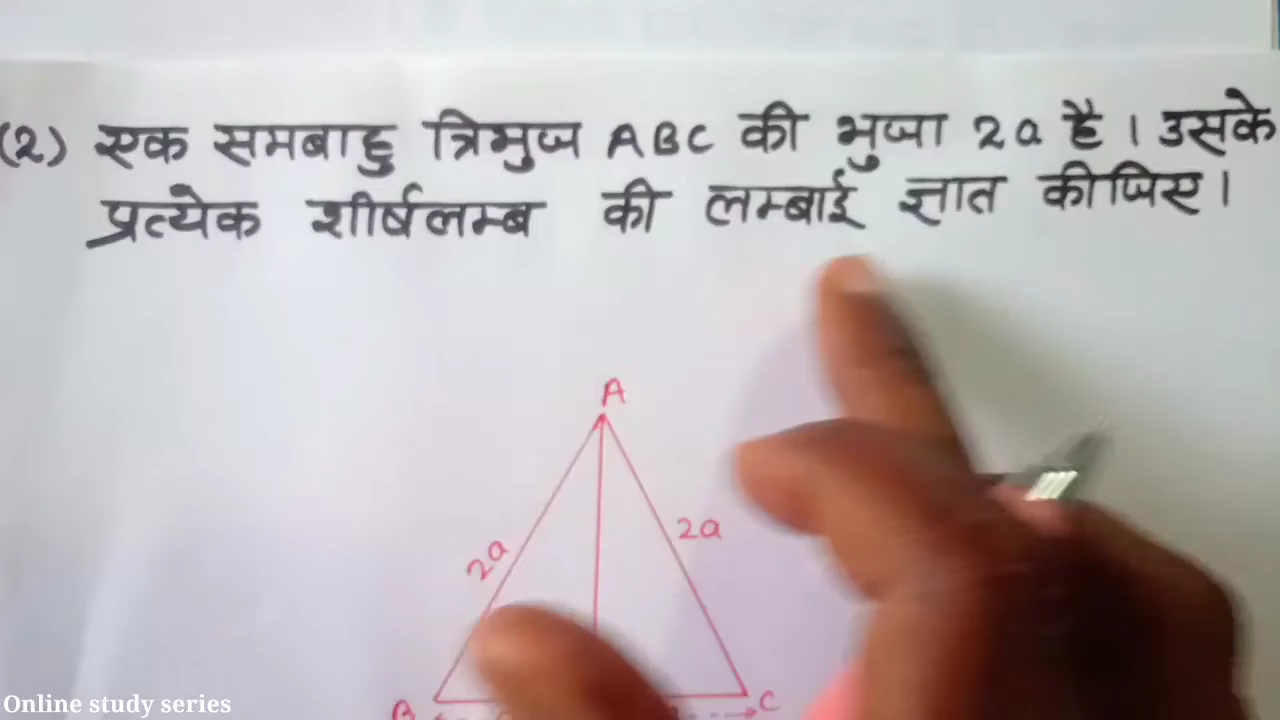 (2) एक समबाहु त्रिभुज ABC की भुजा 2a है । उसके
प्रत्येक शीर्षलम्ब की लम्बाई ज्ञात कीजिए ।
A
2a
2a
B
C
Online study series